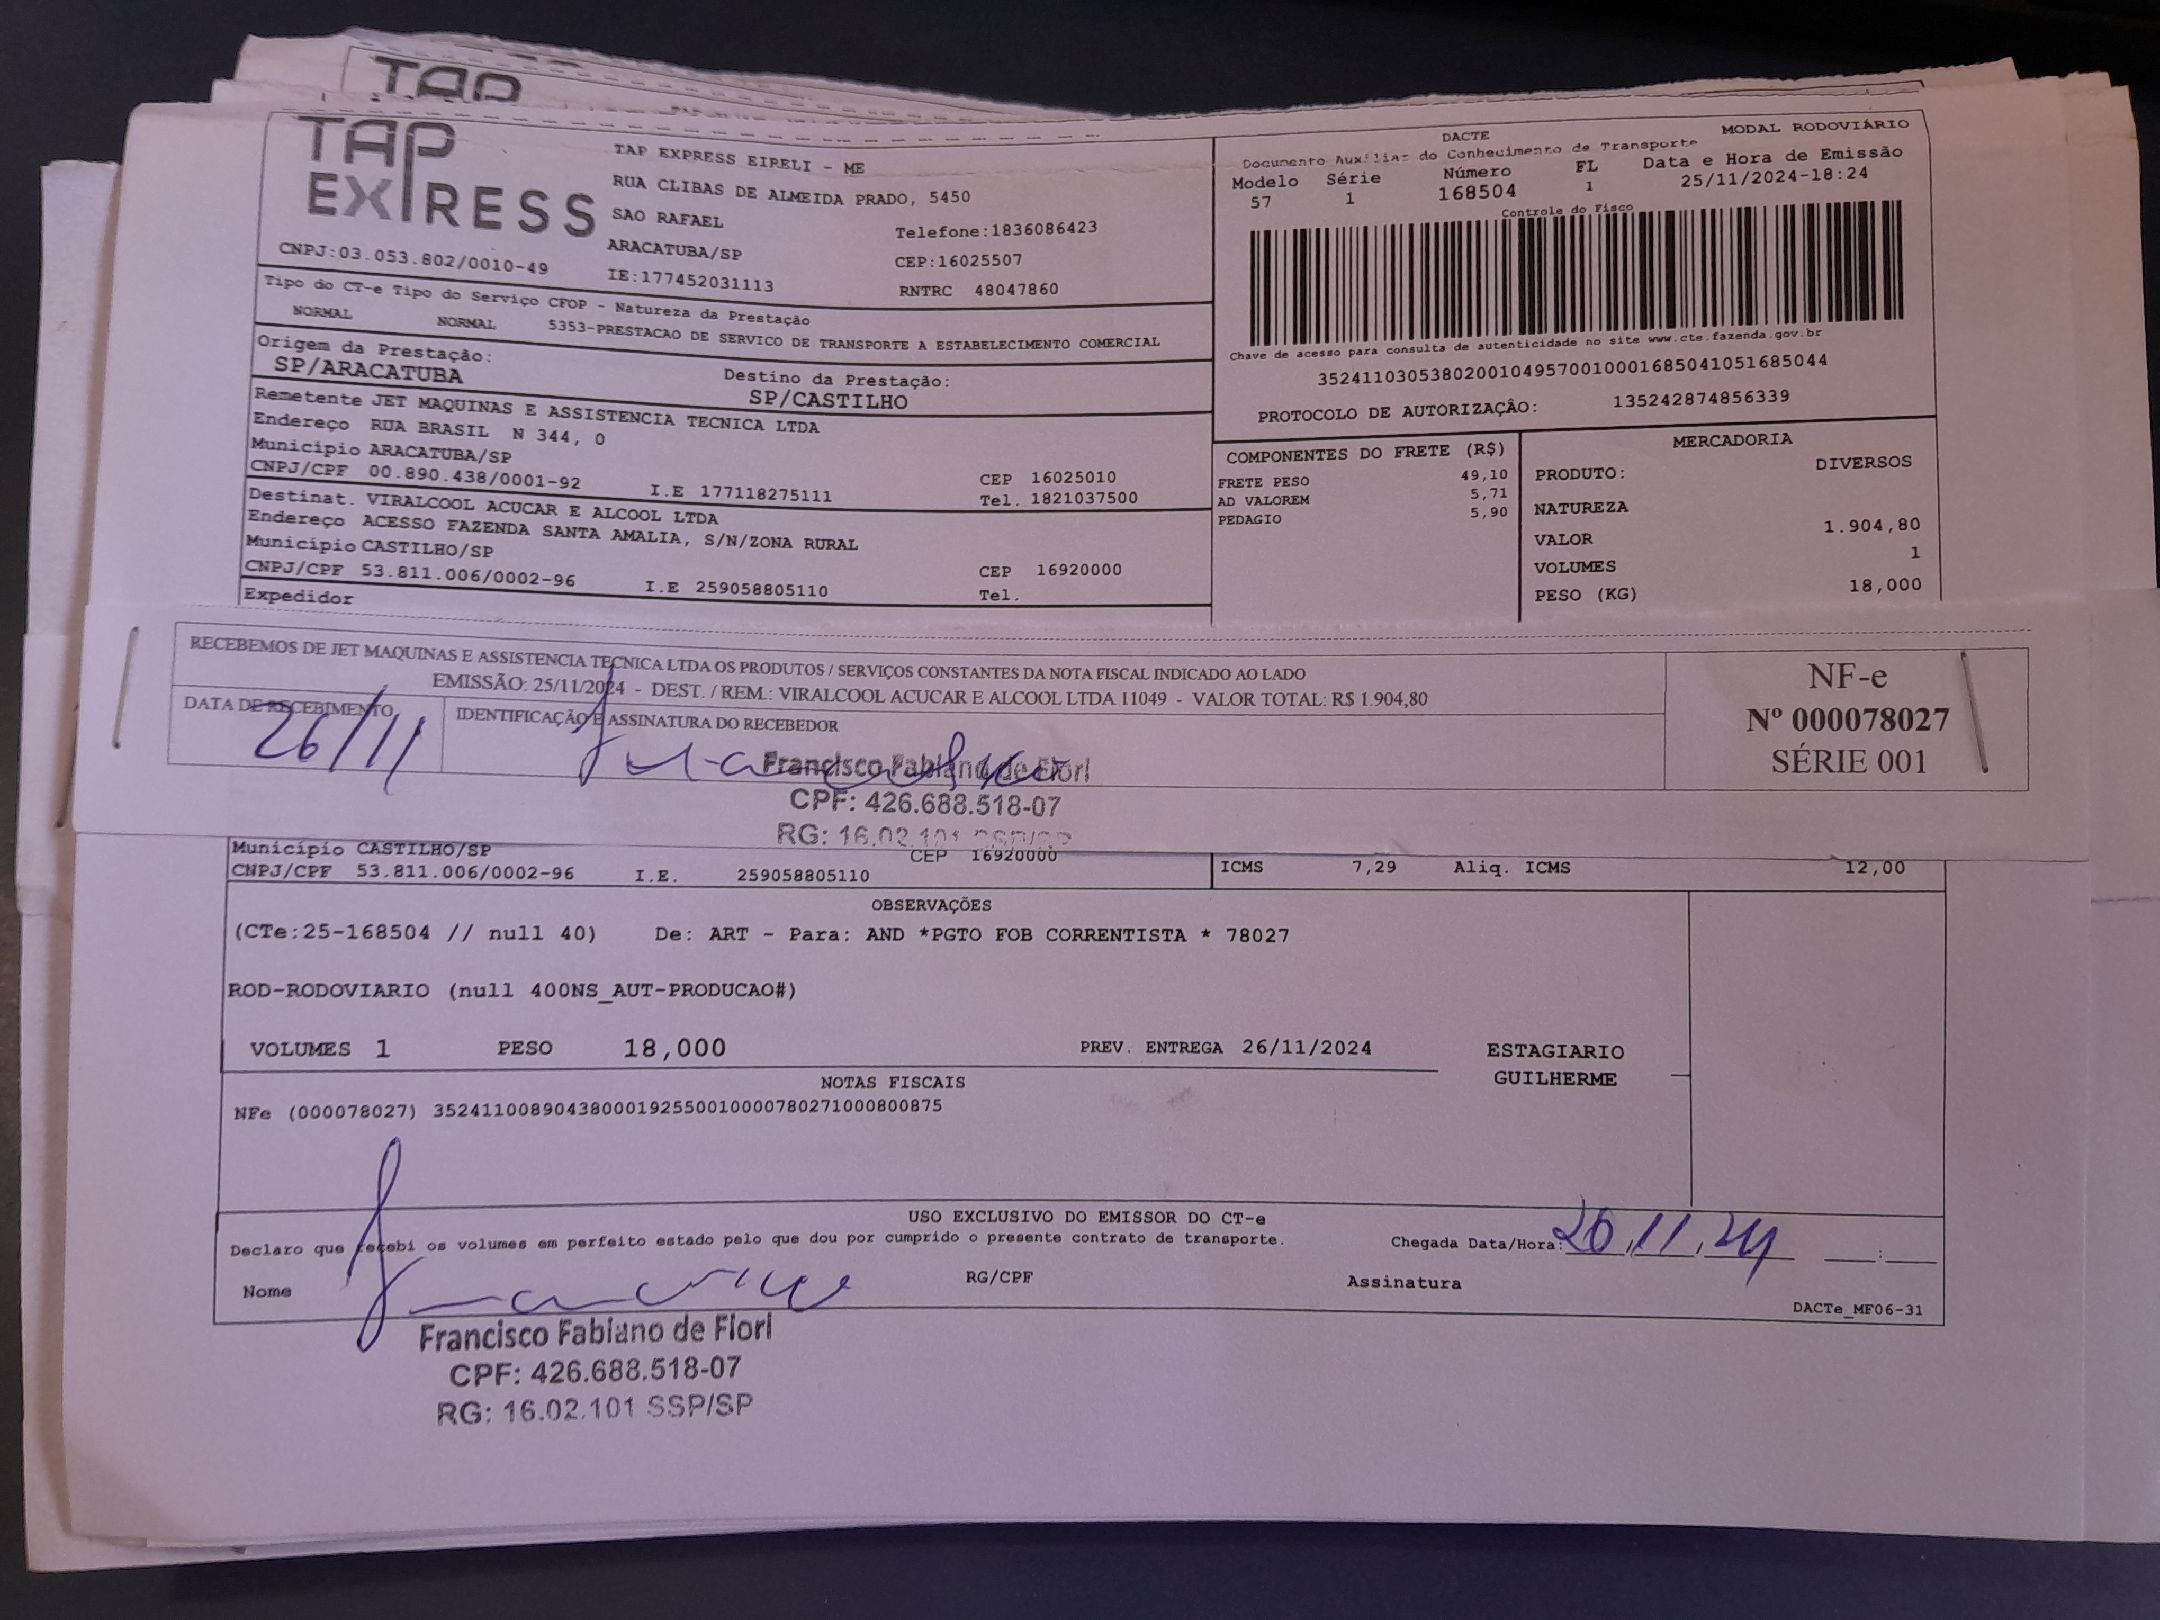 TAP
TAP
EXPRESS
CNPJ:03.053.802/0010-49
TAP EXPRESS EIRELI - ME
RUA CLIBAS DE ALMEIDA PRADO, 5450
SAO RAFAEL
ARACATUBA/SP
IE:177452031113
Telefone:1836086423
CEP:16025507
RNTRC 48047860
DACTE
MODAL RODOVIÁRIO
Documento Auxiliar do Conhecimento de Transporte
Modelo Série Número FL Data e Hora de Emissão
57 1 168504 1 25/11/2024-18:24
Controle do Fisco
Chave de acesso para consulta de autenticidade no site www.cte.fazenda.gov.br
35241103053802001049570010001685041051685044
PROTOCOLO DE AUTORIZAÇÃO: 135242874856339
Tipo do CT-e Tipo do Serviço CFOP - Natureza da Prestação
NORMAL NORMAL 5353-PRESTACAO DE SERVICO DE TRANSPORTE A ESTABELECIMENTO COMERCIAL
Origem da Prestação:
SP/ARACATUBA
Destino da Prestação:
SP/CASTILHO
Remetente JET MAQUINAS E ASSISTENCIA TECNICA LTDA
Endereço RUA BRASIL N 344, 0
Município ARACATUBA/SP
CEP 16025010
CNPJ/CPF 00.890.438/0001-92 I.E 177118275111 Tel. 1821037500
Destinat. VIRALCOOL ACUCAR E ALCOOL LTDA
Endereço ACESSO FAZENDA SANTA AMALIA, S/N/ZONA RURAL
Município CASTILHO/SP
CEP 16920000
CNPJ/CPF 53.811.006/0002-96 I.E 259058805110 Tel.
Expedidor
COMPONENTES DO FRETE (R$)
FRETE PESO 49,10
AD VALOREM 5,71
PEDAGIO 5,90
MERCADORIA
PRODUTO: DIVERSOS
NATUREZA
VALOR 1.904,80
VOLUMES 1
PESO (KG) 18,000
RECEBEMOS DE JET MAQUINAS E ASSISTENCIA TECNICA LTDA OS PRODUTOS / SERVIÇOS CONSTANTES DA NOTA FISCAL INDICADO AO LADO
EMISSÃO: 25/11/2024 - DEST. / REM.: VIRALCOOL ACUCAR E ALCOOL LTDA 11049 - VALOR TOTAL: R$ 1.904,80
DATA DE RECEBIMENTO
26/11
IDENTIFICAÇÃO E ASSINATURA DO RECEBEDOR
Francisco Fabiano de Fiori
CPF: 426.688.518-07
RG: 16.02.101 SSP/SP
NF-e
Nº 000078027
SÉRIE 001
Município CASTILHO/SP
CEP 16920000
CNPJ/CPF 53.811.006/0002-96 I.E. 259058805110
ICMS 7,29 Aliq. ICMS 12,00
OBSERVAÇÕES
(CTe:25-168504 // null 40) De: ART - Para: AND *PGTO FOB CORRENTISTA * 78027
ROD-RODOVIARIO (null 400NS_AUT-PRODUCAO#)
VOLUMES 1 PESO 18,000 PREV. ENTREGA 26/11/2024
ESTAGIARIO
GUILHERME
NOTAS FISCAIS
NFe (000078027) 35241100890438000192550010000780271000800875
USO EXCLUSIVO DO EMISSOR DO CT-e
Declaro que recebi os volumes em perfeito estado pelo que dou por cumprido o presente contrato de transporte.
Chegada Data/Hora: 26.11.24 :
Nome RG/CPF Assinatura
DACTe_MF06-31
Francisco Fabiano de Fiori
CPF: 426.688.518-07
RG: 16.02.101 SSP/SP